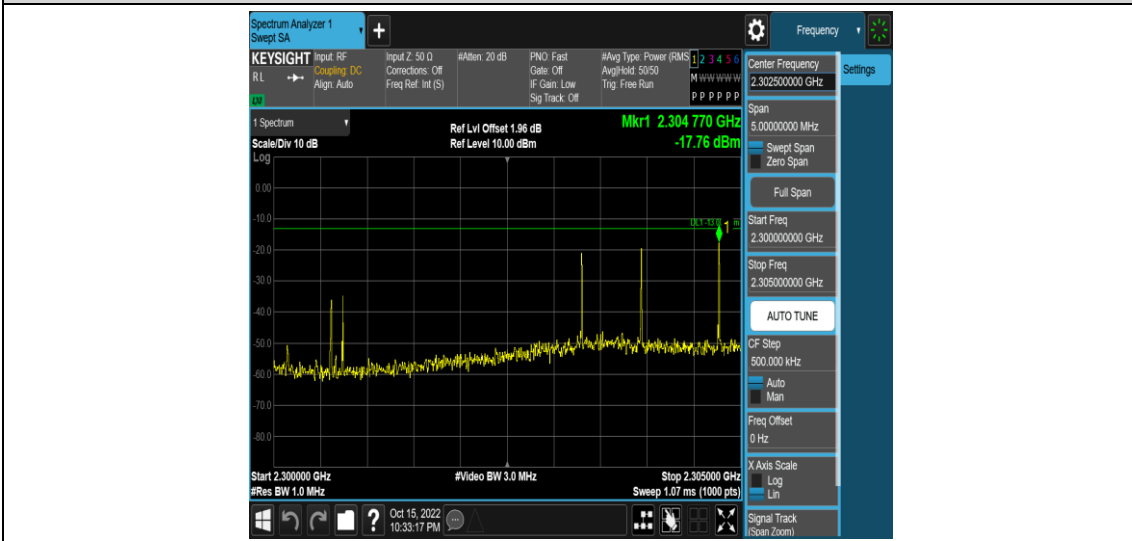 Spectrum Analyzer 1
Swept SA
+
Frequency
KEYSIGHT
RL
LXI
Input: RF
Coupling: DC
Align: Auto
Input Z: 50 Ω
Corrections: Off
Freq Ref: Int (S)
#Atten: 20 dB
PNO: Fast
Gate: Off
IF Gain: Low
Sig Track: Off
#Avg Type: Power (RMS
Avg|Hold: 50/50
Trig: Free Run
1 2 3 4 5 6
M W W W W W
P P P P P P
1 Spectrum
Scale/Div 10 dB
Log
Ref Lvl Offset 1.96 dB
Ref Level 10.00 dBm
Mkr1 2.304 770 GHz
-17.76 dBm
0.00
-10.0
DL1 -13.0
1
-20.0
-30.0
-40.0
-50.0
-60.0
-70.0
-80.0
Start 2.300000 GHz
#Res BW 1.0 MHz
#Video BW 3.0 MHz
Stop 2.305000 GHz
Sweep 1.07 ms (1000 pts)
Center Frequency
2.302500000 GHz
Settings
Span
5.00000000 MHz
Swept Span
Zero Span
Full Span
Start Freq
2.300000000 GHz
Stop Freq
2.305000000 GHz
AUTO TUNE
CF Step
500.000 kHz
Auto
Man
Freq Offset
0 Hz
X Axis Scale
Log
Lin
Signal Track
(Span Zoom)
?
Oct 15, 2022
10:33:17 PM